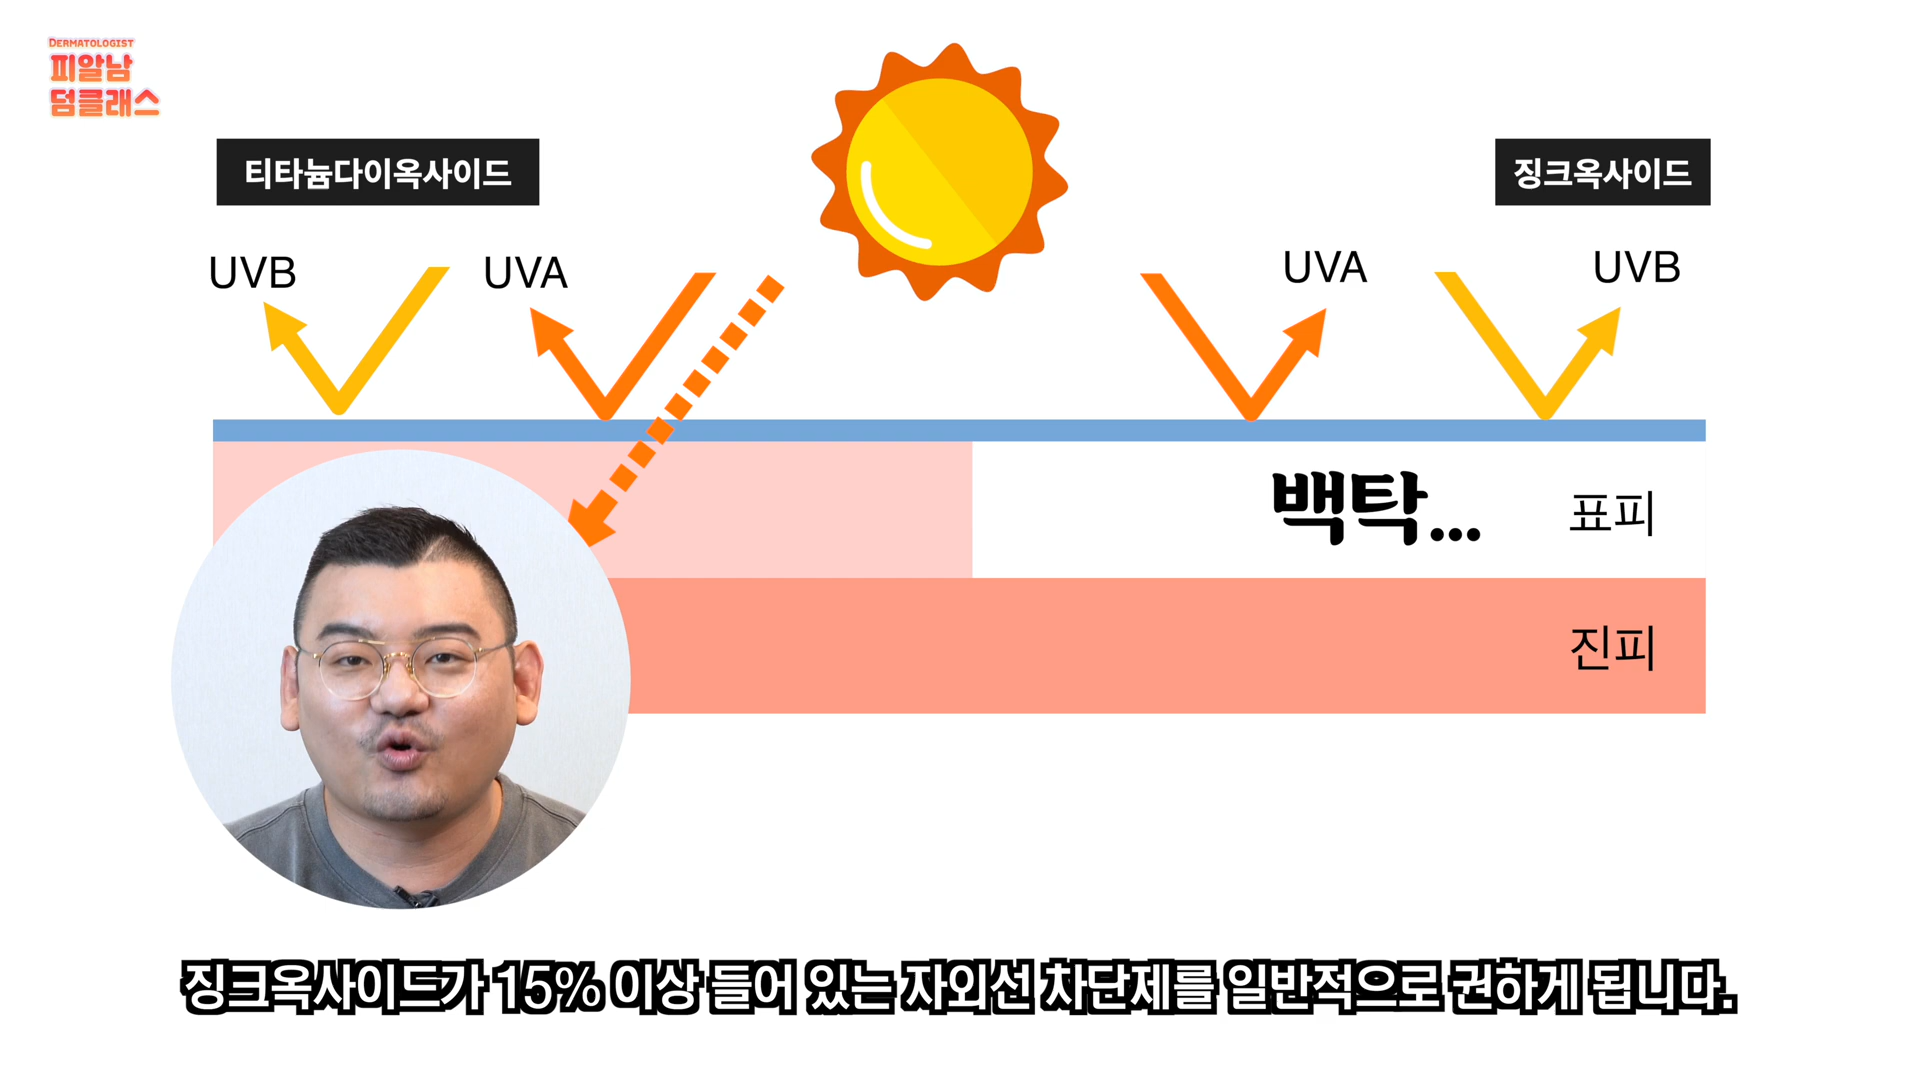 DERMATOLOGIST
피알남
덤클래스
티타늄다이옥사이드
징크옥사이드
UVB
UVA
UVA
UVB
백탁...
표피
진피
징크옥사이드가 15% 이상 들어 있는 자외선 차단제를 일반적으로 권하게 됩니다.